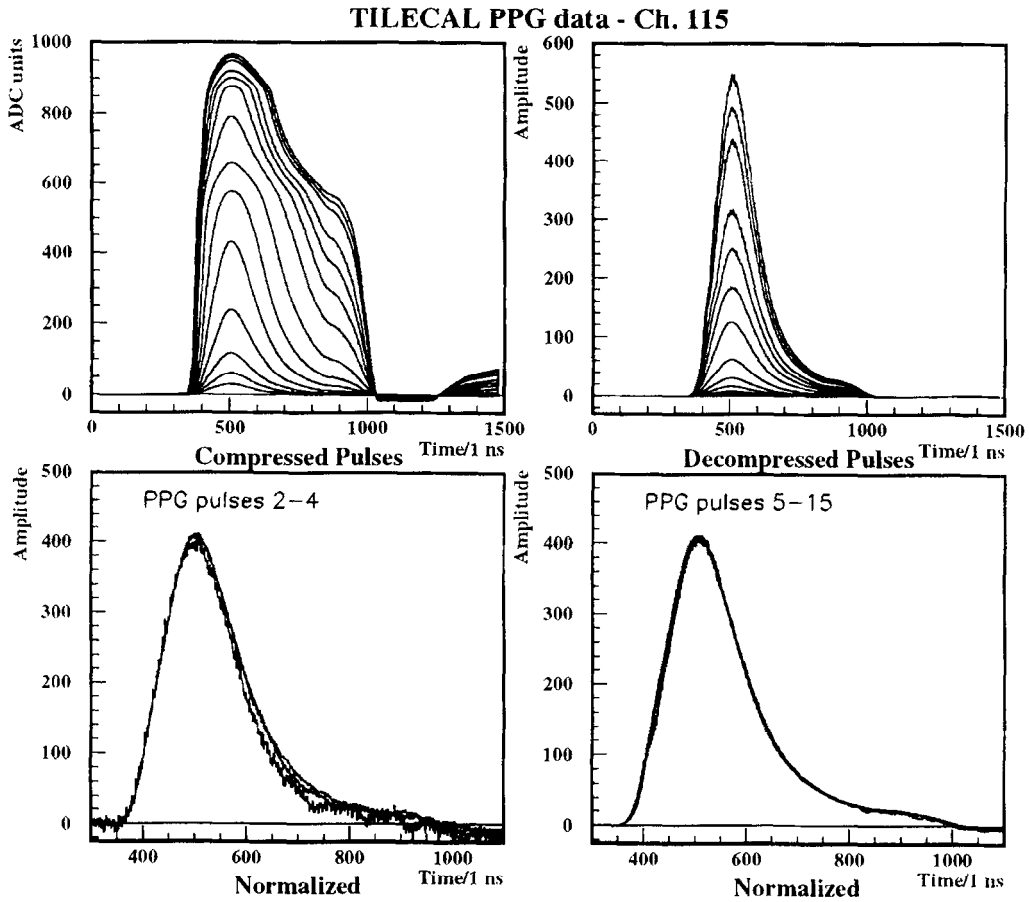 TILECAL PPG data - Ch. 115
ADC units
1000
800
600
400
200
0
0
500
1000
1500
Time/1 ns
Compressed Pulses
Amplitude
600
500
400
300
200
100
0
0
500
1000
1500
Time/1 ns
Decompressed Pulses
Amplitude
500
400
300
200
100
0
PPG pulses 2-4
400
600
800
1000
Time/1 ns
Normalized
Amplitude
500
400
300
200
100
0
PPG pulses 5-15
400
600
800
1000
Time/1 ns
Normalized